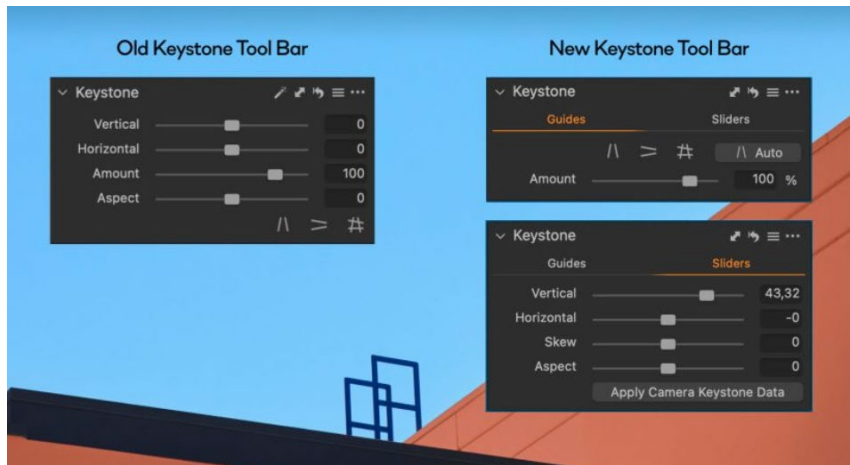 Old Keystone Tool Bar
Keystone
Vertical 0
Horizontal 0
Amount 100
Aspect 0
New Keystone Tool Bar
Keystone
Guides Sliders
Auto
Amount 100 %
Keystone
Guides Sliders
Vertical 43,32
Horizontal -0
Skew 0
Aspect 0
Apply Camera Keystone Data